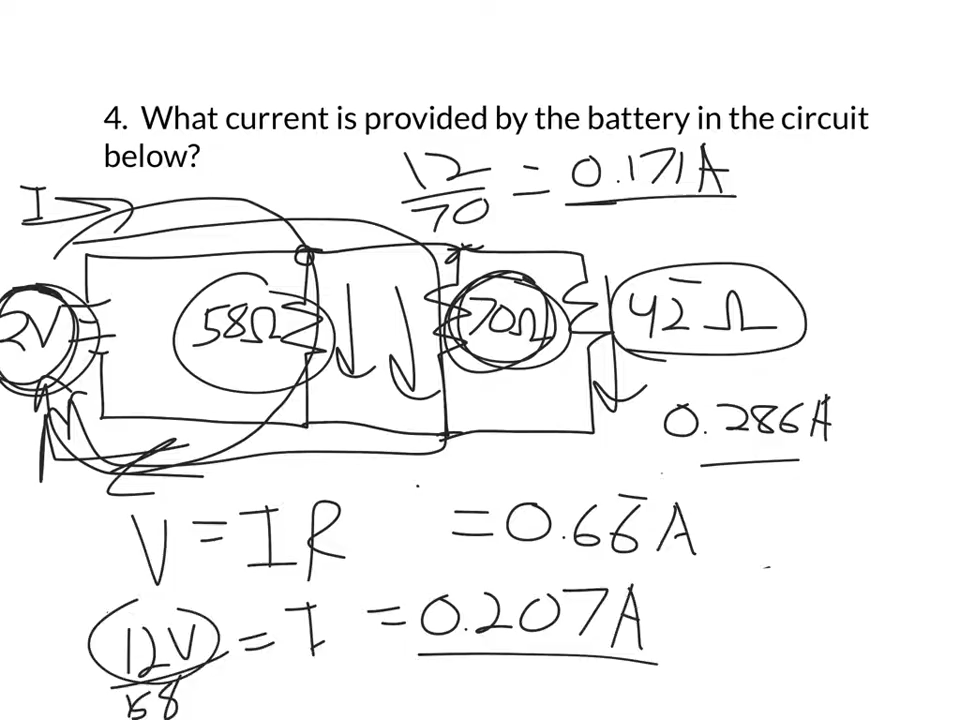 4. What current is provided by the battery in the circuit
below?
12/70 = 0.171A
I
2V
58Ω
70Ω
42Ω
0.286A
V = IR
= 0.66A
12V/58 = I = 0.207A